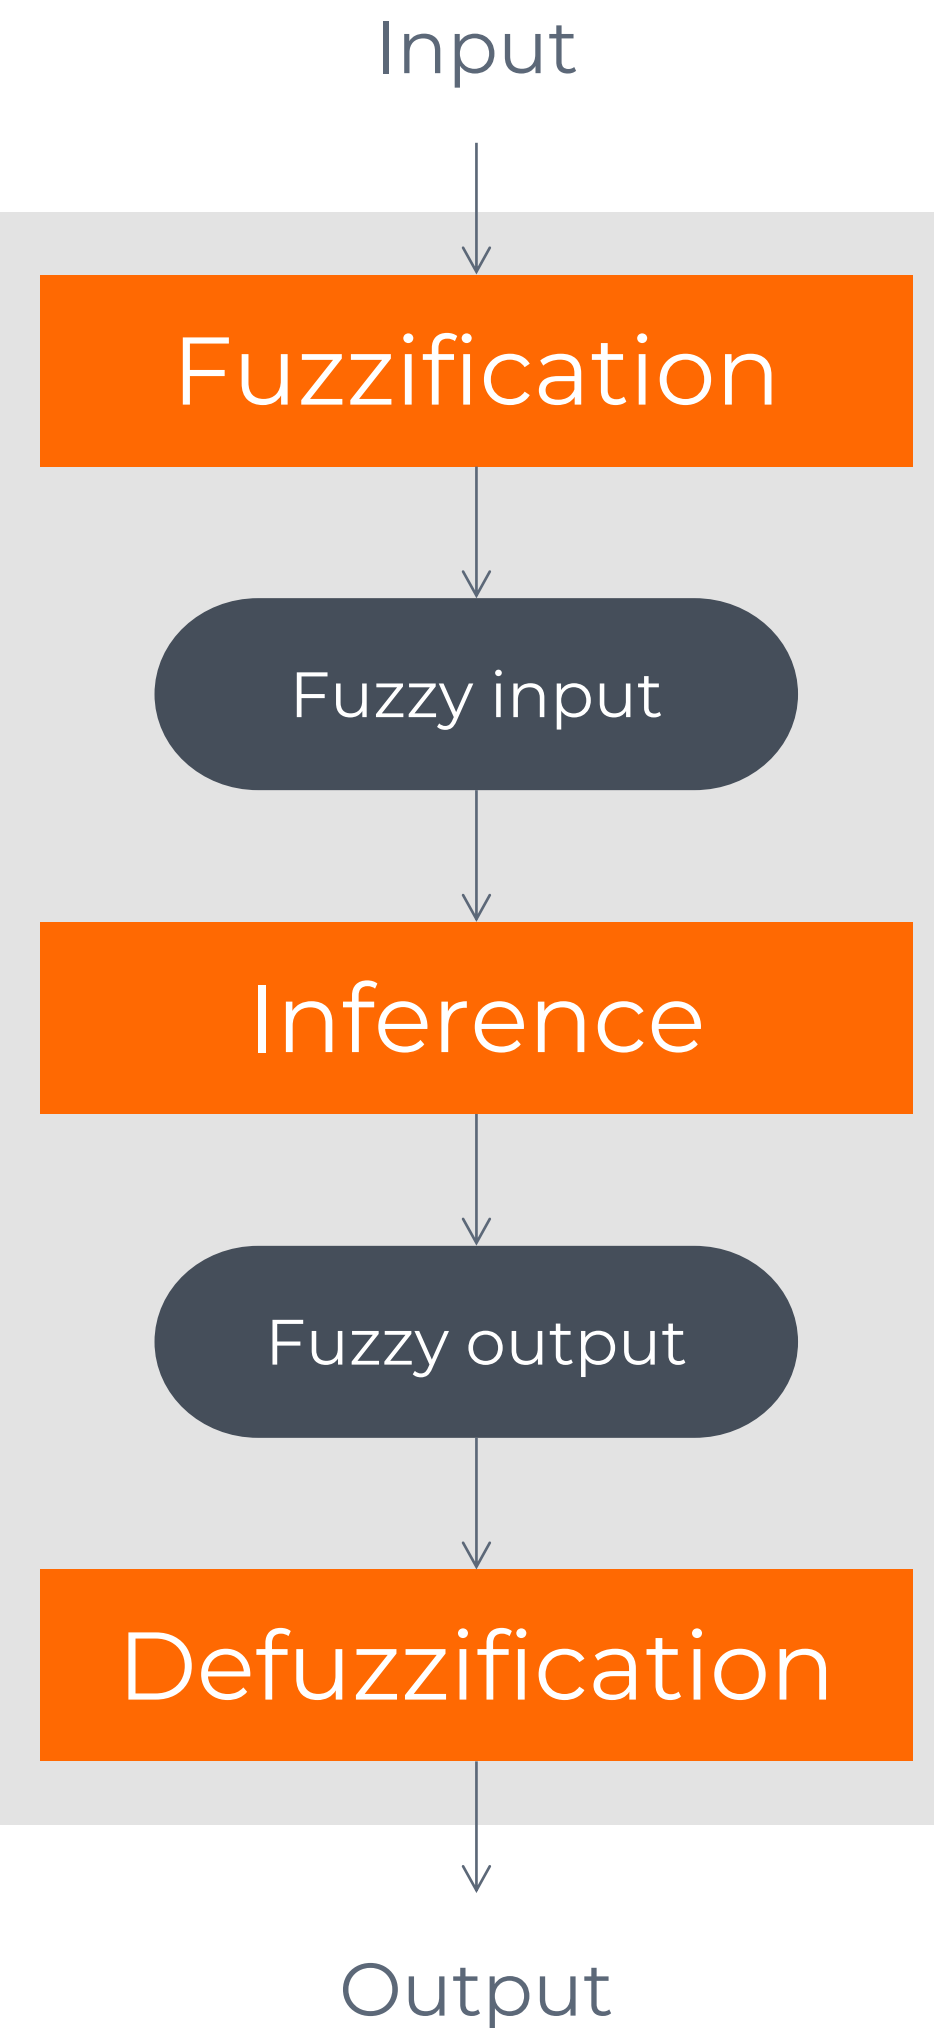 Input
Fuzzification
Fuzzy input
Inference
Fuzzy output
Defuzzification
Output